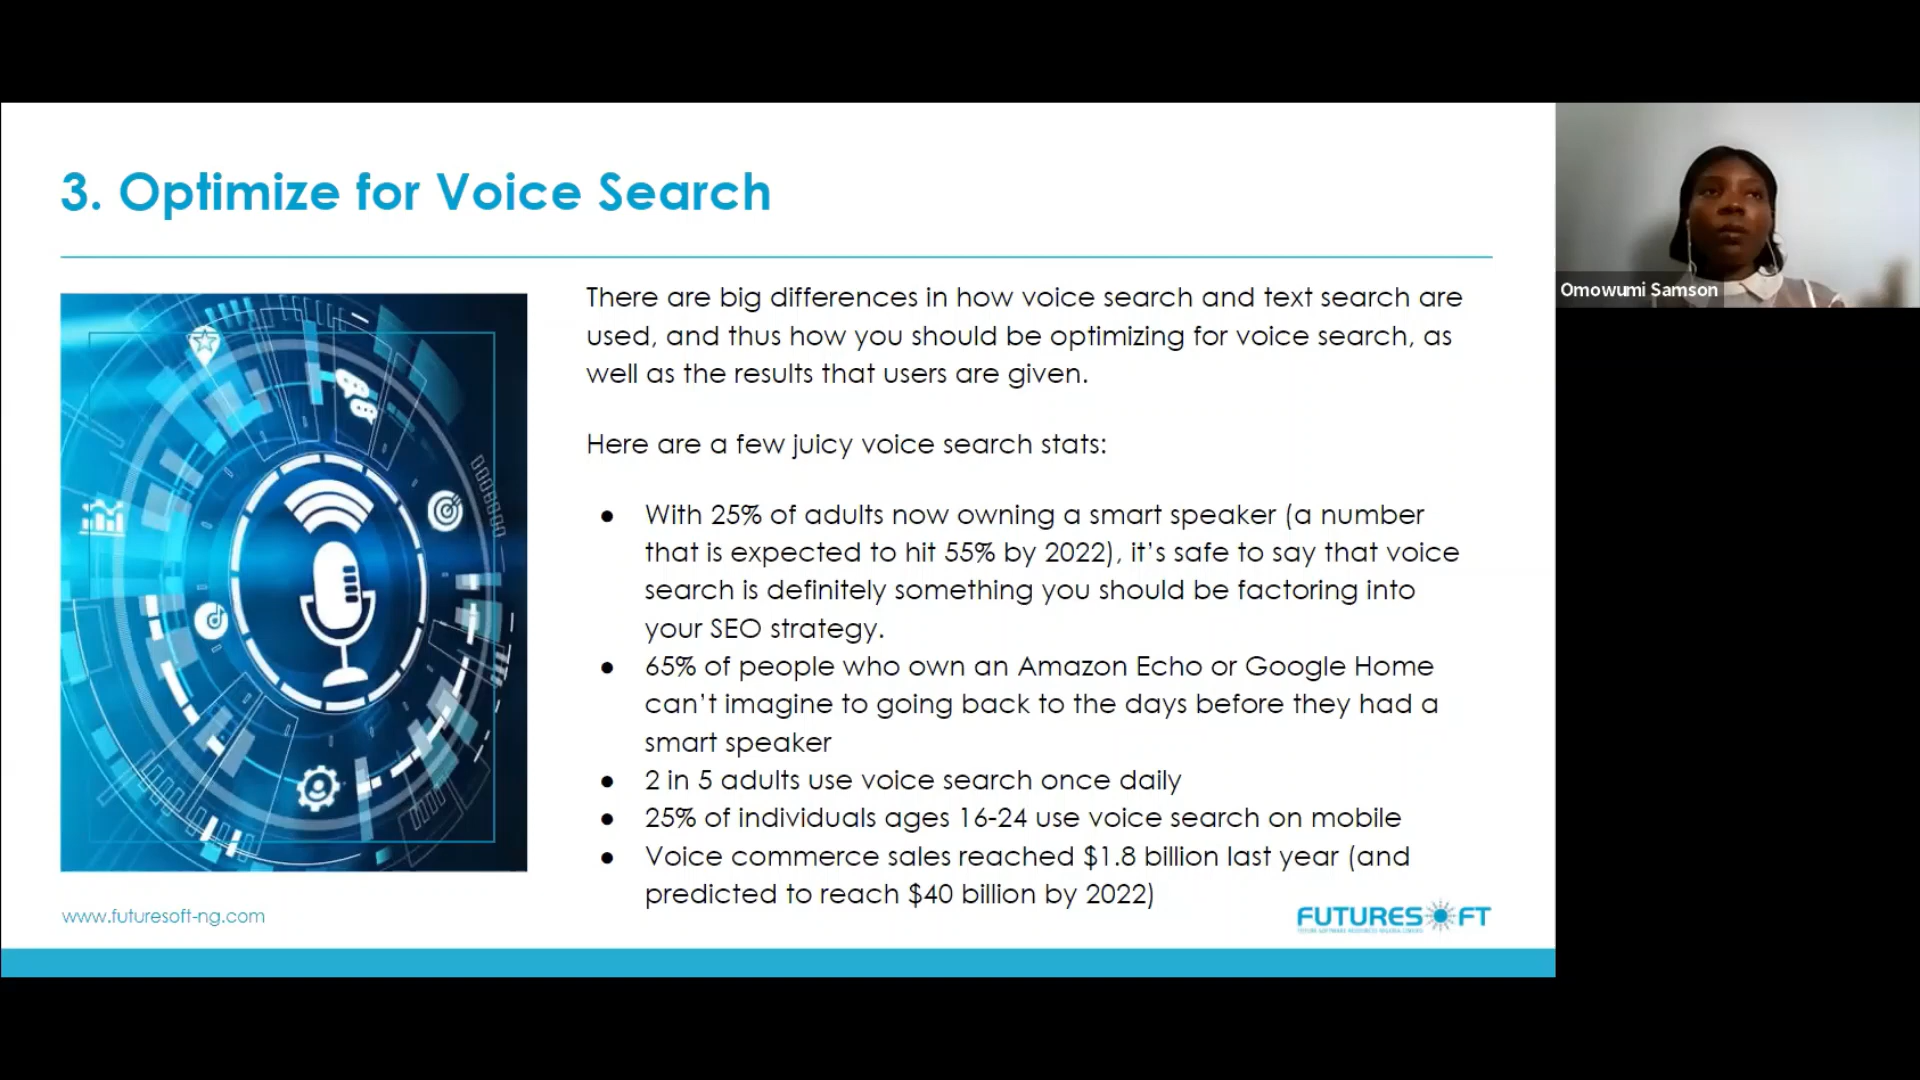 3. Optimize for Voice Search
There are big differences in how voice search and text search are
used, and thus how you should be optimizing for voice search, as
well as the results that users are given.
Here are a few juicy voice search stats:
● With 25% of adults now owning a smart speaker (a number
that is expected to hit 55% by 2022), it's safe to say that voice
search is definitely something you should be factoring into
your SEO strategy.
● 65% of people who own an Amazon Echo or Google Home
can't imagine to going back to the days before they had a
smart speaker
● 2 in 5 adults use voice search once daily
● 25% of individuals ages 16-24 use voice search on mobile
● Voice commerce sales reached $1.8 billion last year (and
predicted to reach $40 billion by 2022)
www.futuresoft-ng.com
FUTURESOFT
Omowumi Samson